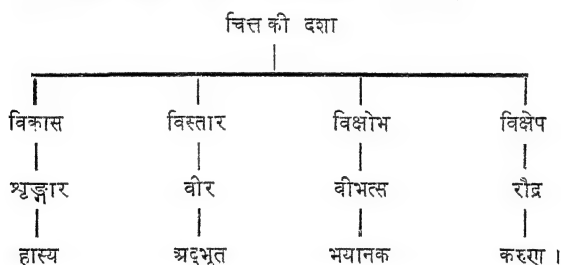 चित्त की दशा
विकास विस्तार विक्षोभ विक्षेप
शृङ्गार वीर वीभत्स रौद्र
हास्य अद्भूत भयानक करुण ।